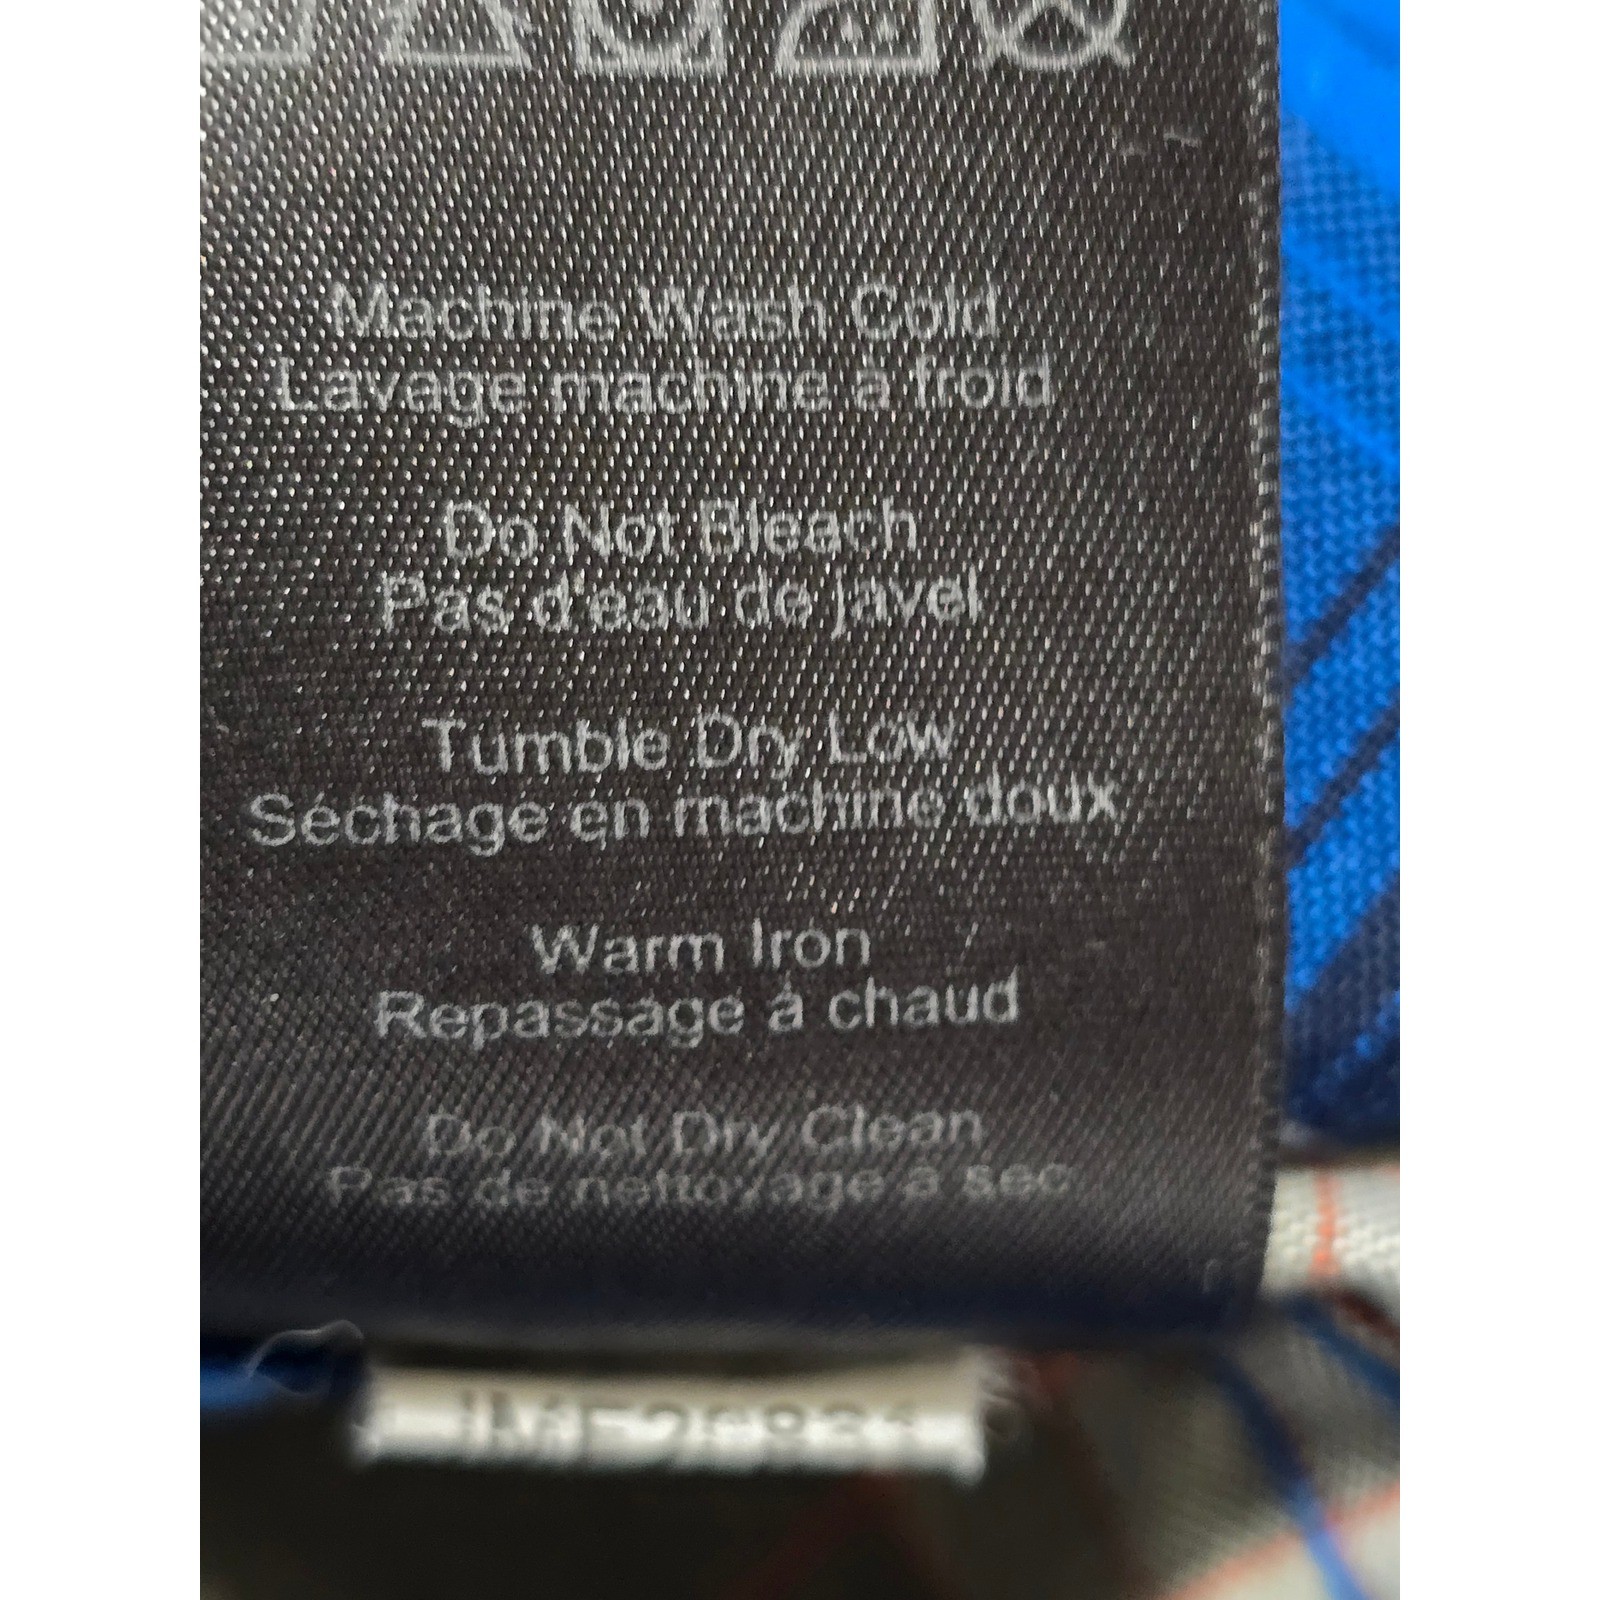 Machine Wash Cold
Lavage machine à froid
Do Not Bleach
Pas d'eau de javel
Tumble Dry Low
Séchage en machine doux
Warm Iron
Repassage à chaud
Do Not Dry Clean
Pas de nettoyage à sec